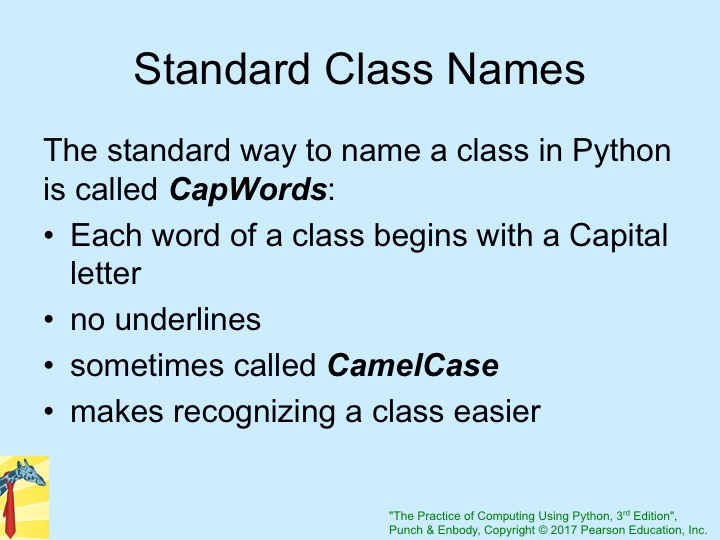 Standard Class Names
The standard way to name a class in Python
is called CapWords:
• Each word of a class begins with a Capital
letter
• no underlines
• sometimes called CamelCase
• makes recognizing a class easier
"The Practice of Computing Using Python, 3rd Edition",
Punch & Enbody, Copyright © 2017 Pearson Education, Inc.